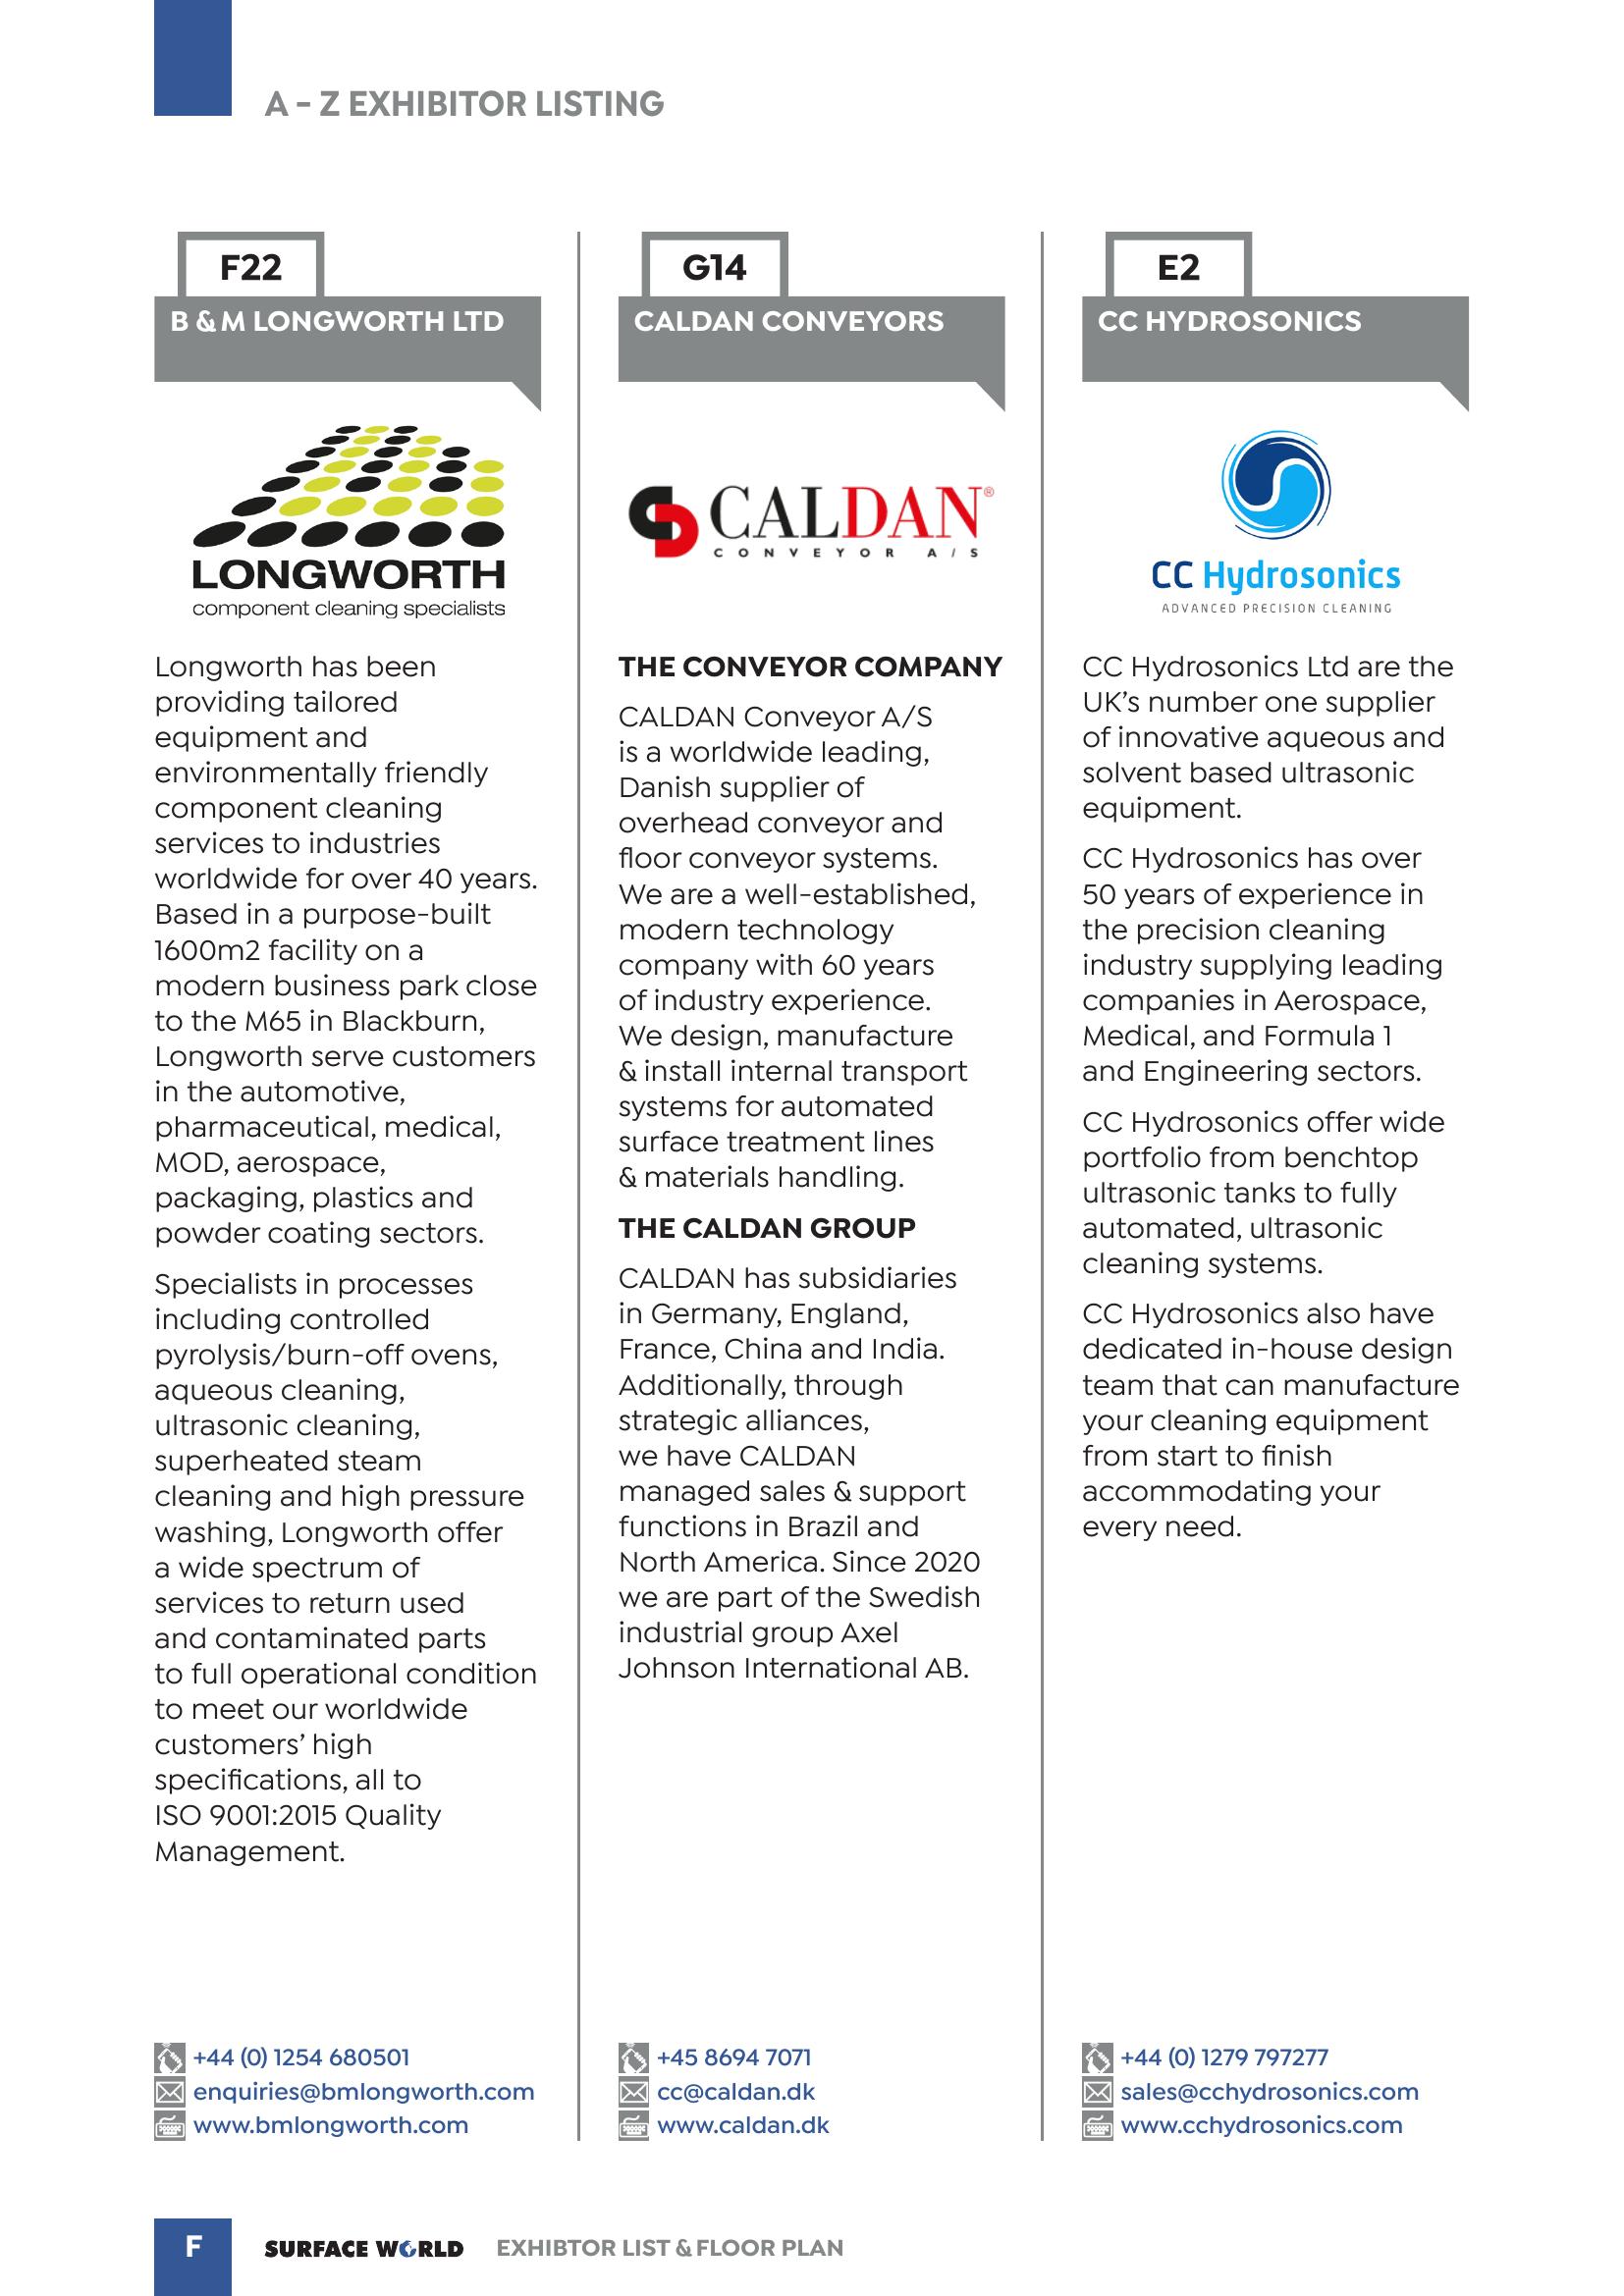 A – Z EXHIBITOR LISTING
F22
B & M LONGWORTH LTD
LONGWORTH
component cleaning specialists
Longworth has been
providing tailored
equipment and
environmentally friendly
component cleaning
services to industries
worldwide for over 40 years.
Based in a purpose-built
1600m2 facility on a
modern business park close
to the M65 in Blackburn,
Longworth serve customers
in the automotive,
pharmaceutical, medical,
MOD, aerospace,
packaging, plastics and
powder coating sectors.
Specialists in processes
including controlled
pyrolysis/burn-off ovens,
aqueous cleaning,
ultrasonic cleaning,
superheated steam
cleaning and high pressure
washing, Longworth offer
a wide spectrum of
services to return used
and contaminated parts
to full operational condition
to meet our worldwide
customers’ high
specifications, all to
ISO 9001:2015 Quality
Management.
+44 (0) 1254 680501
enquiries@bmlongworth.com
www.bmlongworth.com
G14
CALDAN CONVEYORS
CALDAN®
CONVEYOR A/S
THE CONVEYOR COMPANY
CALDAN Conveyor A/S
is a worldwide leading,
Danish supplier of
overhead conveyor and
floor conveyor systems.
We are a well-established,
modern technology
company with 60 years
of industry experience.
We design, manufacture
& install internal transport
systems for automated
surface treatment lines
& materials handling.
THE CALDAN GROUP
CALDAN has subsidiaries
in Germany, England,
France, China and India.
Additionally, through
strategic alliances,
we have CALDAN
managed sales & support
functions in Brazil and
North America. Since 2020
we are part of the Swedish
industrial group Axel
Johnson International AB.
+45 8694 7071
cc@caldan.dk
www.caldan.dk
E2
CC HYDROSONICS
CC Hydrosonics
ADVANCED PRECISION CLEANING
CC Hydrosonics Ltd are the
UK’s number one supplier
of innovative aqueous and
solvent based ultrasonic
equipment.
CC Hydrosonics has over
50 years of experience in
the precision cleaning
industry supplying leading
companies in Aerospace,
Medical, and Formula 1
and Engineering sectors.
CC Hydrosonics offer wide
portfolio from benchtop
ultrasonic tanks to fully
automated, ultrasonic
cleaning systems.
CC Hydrosonics also have
dedicated in-house design
team that can manufacture
your cleaning equipment
from start to finish
accommodating your
every need.
+44 (0) 1279 797277
sales@cchydrosonics.com
www.cchydrosonics.com
F
SURFACE WORLD
EXHIBTOR LIST & FLOOR PLAN